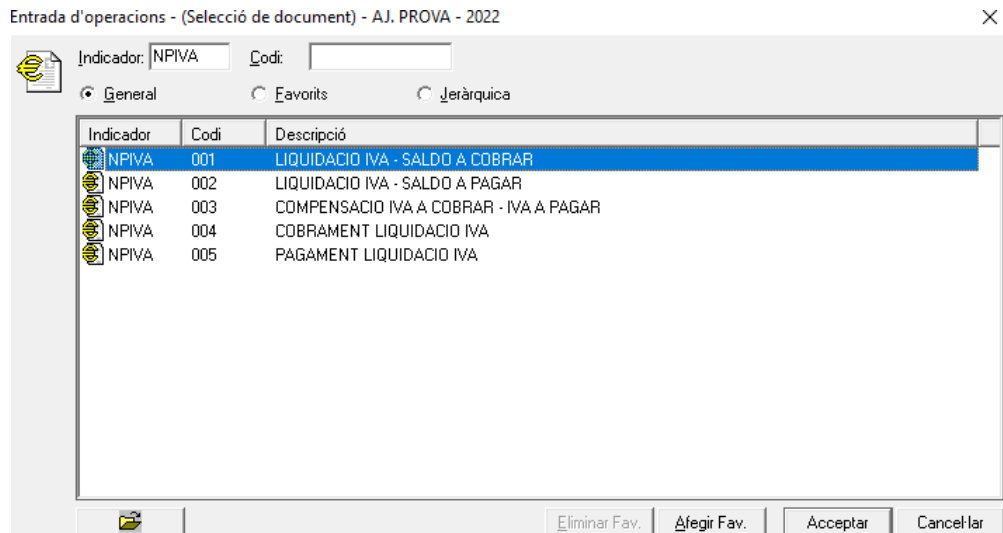 Entrada d'operacions - (Selecció de document) - AJ. PROVA - 2022
Indicador: NPIVA Codi:
General Favorits Jeràrquica
Indicador Codi Descripció
NPIVA 001 LIQUIDACIO IVA - SALDO A COBRAR
NPIVA 002 LIQUIDACIO IVA - SALDO A PAGAR
NPIVA 003 COMPENSACIO IVA A COBRAR - IVA A PAGAR
NPIVA 004 COBRAMENT LIQUIDACIO IVA
NPIVA 005 PAGAMENT LIQUIDACIO IVA
Eliminar Fav. Afegir Fav. Acceptar Cancel·lar